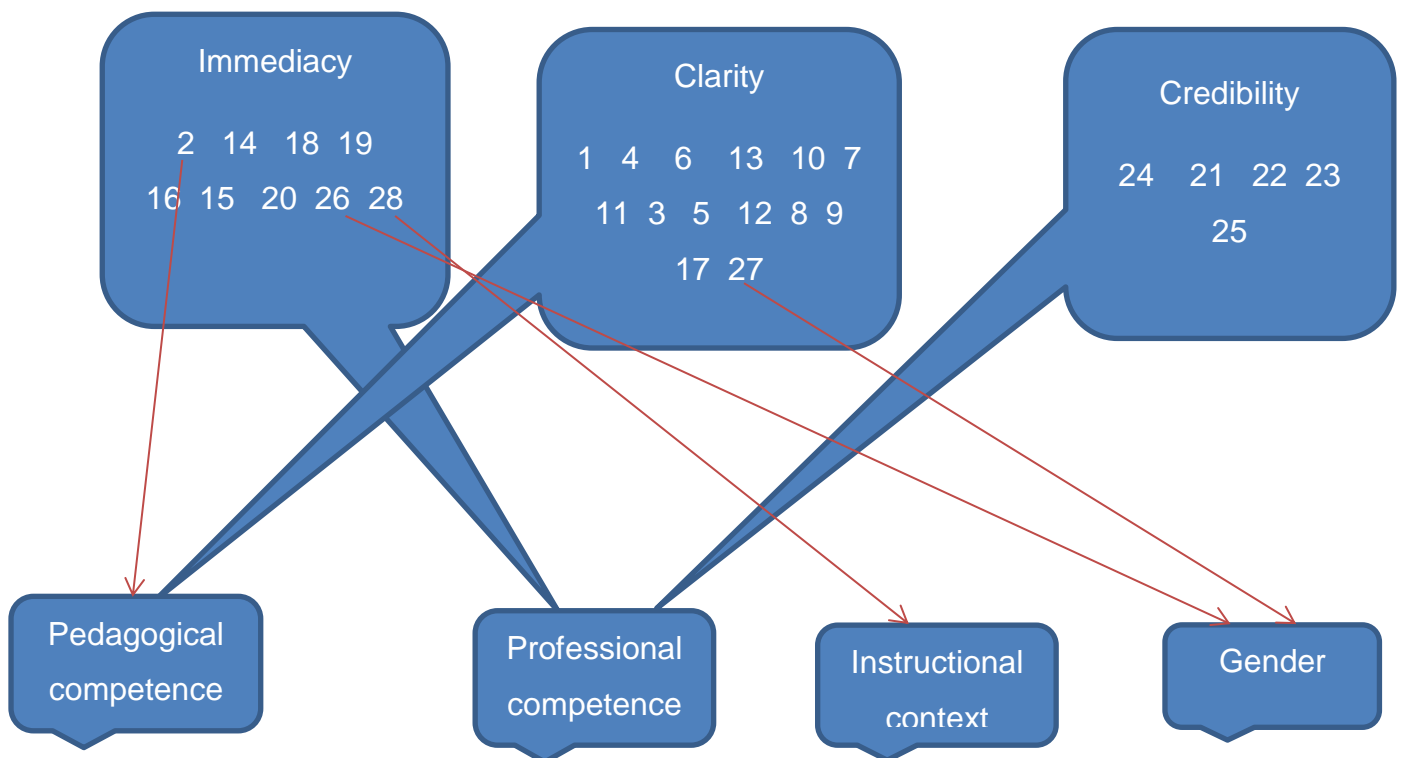 Immediacy
2 14 18 19
16 15 20 26 28
Clarity
1 4 6 13 10 7
11 3 5 12 8 9
17 27
Credibility
24 21 22 23
25
Pedagogical
competence
Professional
competence
Instructional
context
Gender